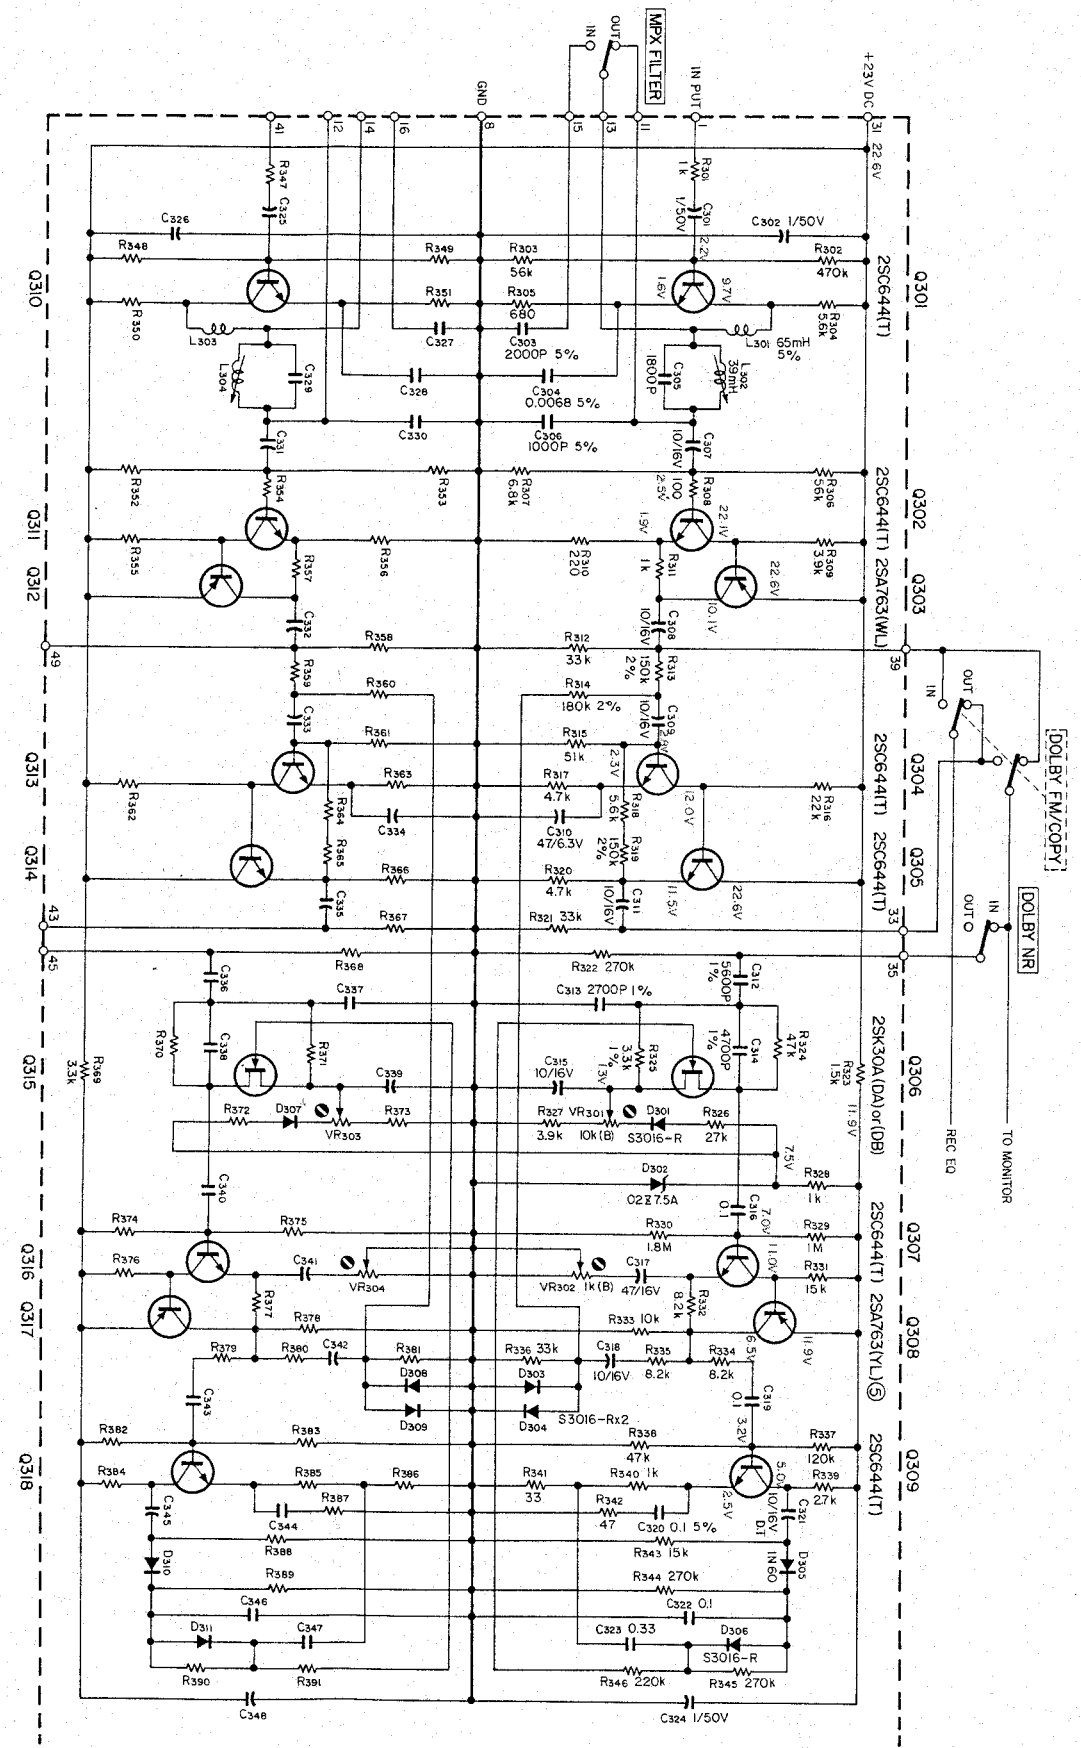 MPX FILTER
OUT
IN
+23V DC
IN PUT
GND
31
22.6V
1
11
13
15
8
16
14
12
41
R301
1k
C301
1/50V
2.2V
C302 1/50V
R302
470k
R303
56k
R349
R348
C326
R347
C325
2SC644(T)
Q301
Q310
9.7V
1.6V
R304
5.6k
R305
680
R351
R350
C303
2000P 5%
C327
L303
L301 65mH
5%
L302
39mH
C305
1800P
C304
0.0068 5%
C328
C329
L304
C306
1000P 5%
C330
C331
C307
10/16V
R306
56k
R307
6.8k
R353
R352
R354
R308
100
2.5V
2SC644(T)
Q302
Q311
22.1V
1.9V
R309
3.9k
R310
220
R356
R355
R311
1k
R357
2SA763(WL)
Q303
Q312
22.6V
10.1V
C308
10/16V
C332
R312
33k
R358
39
49
R313
150k
2%
R359
R314
180k 2%
R360
C309
10/16V
C333
OUT
IN
DOLBY FM/COPY
R315
51k
R361
2SC644(T)
Q304
Q313
2.3V
12.0V
R316
22k
R317
4.7k
R363
R362
C310
47/6.3V
C334
R318
5.6k
R364
R319
150k
2%
R365
2SC644(T)
Q305
Q314
22.6V
11.5V
R320
4.7k
R366
C311
10/16V
C335
R321 33k
R367
33
43
IN
OUT
DOLBY NR
35
45
R322 270k
R368
C312
5600P
1%
C336
C313 2700P 1%
C337
C314
4700P
1%
R324
47k
R325
3.3k
1%
R370
C338
R371
2SK30A(DA)or(DB)
Q306
Q315
R323
1.5k
11.9V
R369
3.3k
C315
10/16V
C339
1.3V
R327
3.9k
VR301
10k(B)
D301
S3016-R
R326
27k
R372
D307
VR303
R373
7.5V
D302
02Z7.5A
R328
1k
REC EQ
TO MONITOR
C316
0.1
7.0V
C340
R329
1M
R330
1.8M
R375
R374
2SC644(T)
Q307
Q316
11.0V
R331
15k
C317
47/16V
VR302
1k(B)
R376
C341
VR304
R332
8.2k
R377
2SA763(YL)⑤
Q308
Q317
R333 10k
R378
11.9V
6.5V
R334
8.2k
R335
8.2k
C318
10/16V
R336 33k
R381
C342
R380
R379
D308
D303
D309
D304
S3016-Rx2
C319
0.1
C343
3.2V
R337
120k
R338
47k
R383
R382
2SC644(T)
Q309
Q318
5.0V
2.5V
R339
2.7k
R340 1k
R341
33
R386
R385
R384
C321
10/16V
D.T
C345
R342
47
C320 0.1 5%
R387
C344
R343 15k
R388
D305
1N60
D310
R344 270k
R389
C322 0.1
C346
C323 0.33
C347
D306
S3016-R
D311
R345 270k
R346 220k
R391
R390
C324 1/50V
C348